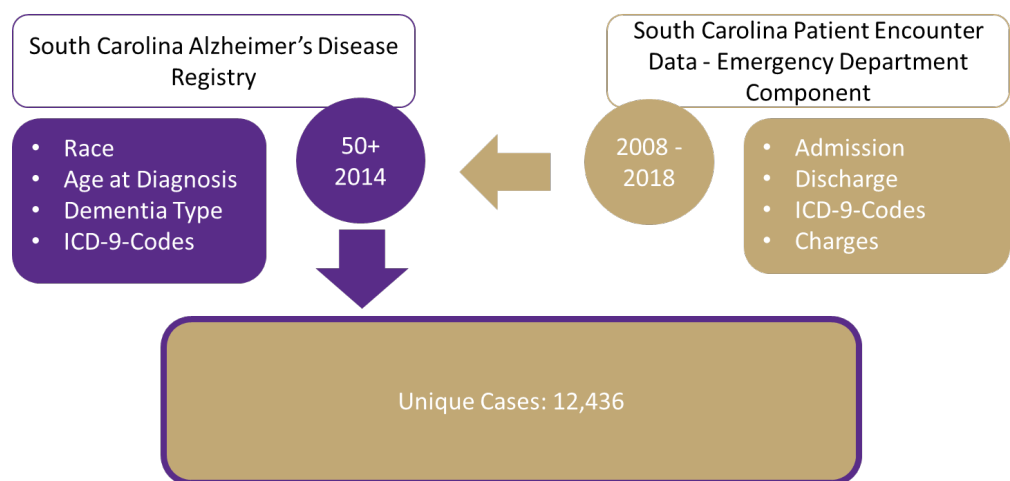 South Carolina Alzheimer’s Disease
Registry
• Race
• Age at Diagnosis
• Dementia Type
• ICD-9-Codes
50+
2014
South Carolina Patient Encounter
Data - Emergency Department
Component
2008 -
2018
• Admission
• Discharge
• ICD-9-Codes
• Charges
Unique Cases: 12,436